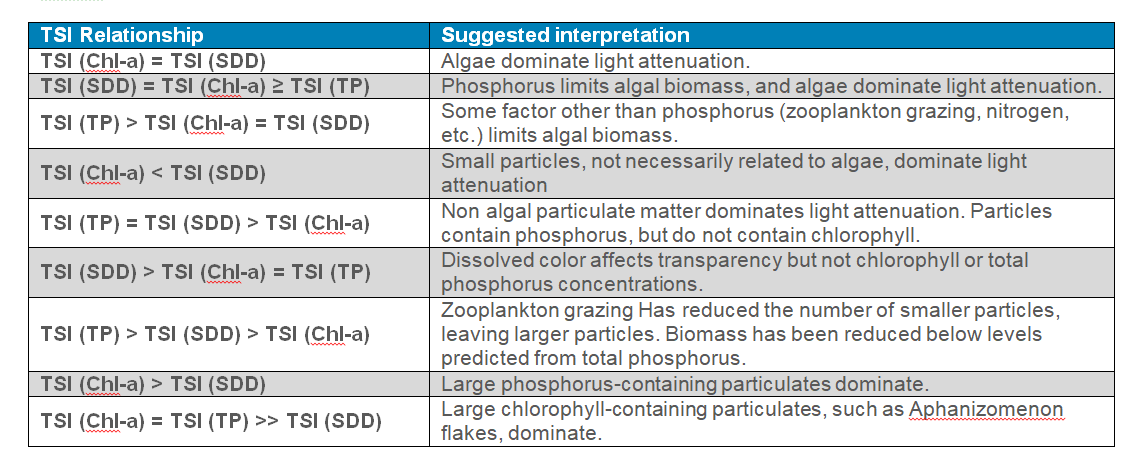 TSI Relationship
Suggested interpretation
TSI (Chl-a) = TSI (SDD)
Algae dominate light attenuation.
TSI (SDD) = TSI (Chl-a) ≥ TSI (TP)
Phosphorus limits algal biomass, and algae dominate light attenuation.
TSI (TP) > TSI (Chl-a) = TSI (SDD)
Some factor other than phosphorus (zooplankton grazing, nitrogen,
etc.) limits algal biomass.
TSI (Chl-a) < TSI (SDD)
Small particles, not necessarily related to algae, dominate light
attenuation
TSI (TP) = TSI (SDD) > TSI (Chl-a)
Non algal particulate matter dominates light attenuation. Particles
contain phosphorus, but do not contain chlorophyll.
TSI (SDD) > TSI (Chl-a) = TSI (TP)
Dissolved color affects transparency but not chlorophyll or total
phosphorus concentrations.
TSI (TP) > TSI (SDD) > TSI (Chl-a)
Zooplankton grazing Has reduced the number of smaller particles,
leaving larger particles. Biomass has been reduced below levels
predicted from total phosphorus.
TSI (Chl-a) > TSI (SDD)
Large phosphorus-containing particulates dominate.
TSI (Chl-a) = TSI (TP) >> TSI (SDD)
Large chlorophyll-containing particulates, such as Aphanizomenon
flakes, dominate.